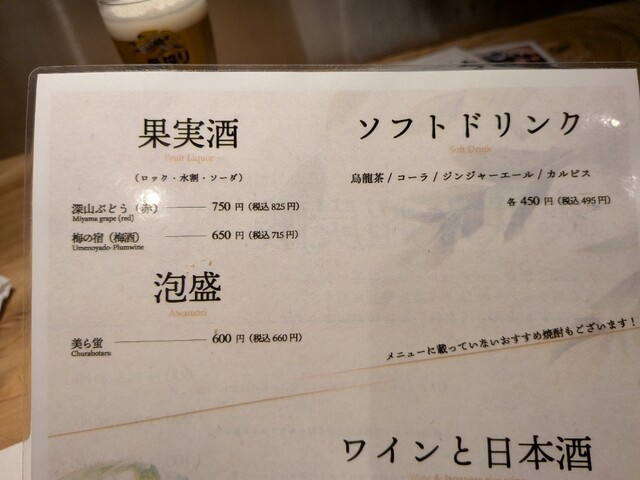 果実酒
Fruit Liquor
（ロック・水割・ソーダ）
深山ぶどう（赤） 750 円（税込 825 円）
Miyama grape (red)
梅の宿（梅酒） 650 円（税込 715 円）
Umenoyado-Plumwine
泡盛
Awamori
美ら蛍 600 円（税込 660 円）
Churabotaru
ソフトドリンク
Soft Drink
烏龍茶 / コーラ / ジンジャーエール / カルピス
各 450 円（税込 495 円）
メニューに載っていないおすすめ焼酎もございます！
ワインと日本酒